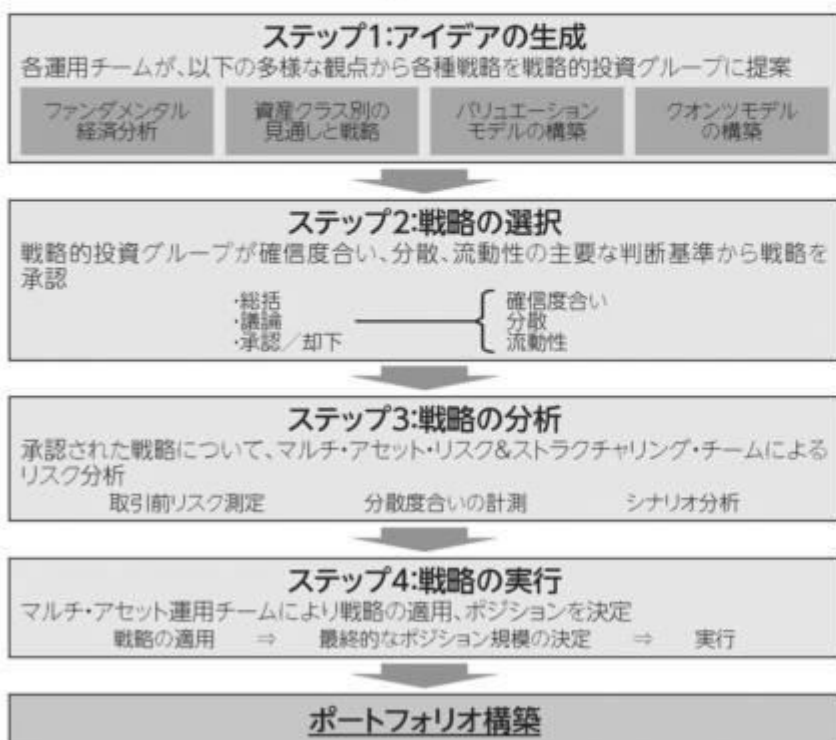 ステップ1:アイデアの生成
各運用チームが、以下の多様な観点から各種戦略を戦略的投資グループに提案
ファンダメンタル
経済分析
資産クラス別の
見通しと戦略
バリュエーション
モデルの構築
クオンツモデル
の構築
ステップ2:戦略の選択
戦略的投資グループが確信度合い、分散、流動性の主要な判断基準から戦略を
承認
・総括
・議論
・承認／却下
確信度合い
分散
流動性
ステップ3:戦略の分析
承認された戦略について、マルチ・アセット・リスク&ストラクチャリング・チームによる
リスク分析
取引前リスク測定 分散度合いの計測 シナリオ分析
ステップ4:戦略の実行
マルチ・アセット運用チームにより戦略の適用、ポジションを決定
戦略の適用 ⇒ 最終的なポジション規模の決定 ⇒ 実行
ポートフォリオ構築